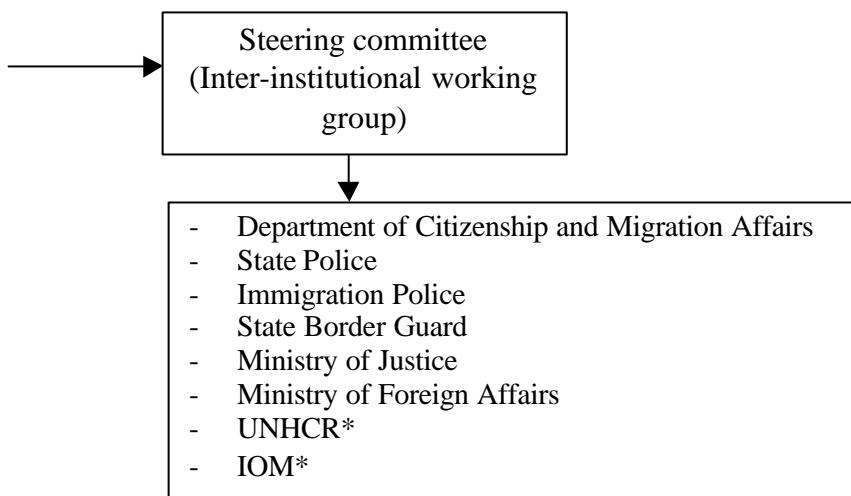 Steering committee
(Inter-institutional working
group)
- Department of Citizenship and Migration Affairs
- State Police
- Immigration Police
- State Border Guard
- Ministry of Justice
- Ministry of Foreign Affairs
- UNHCR*
- IOM*